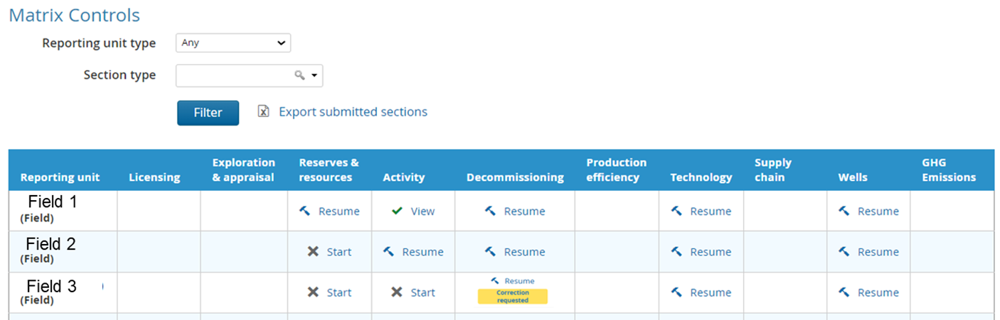 Matrix Controls
Reporting unit type Any
Section type
Filter Export submitted sections
Reporting unit Licensing Exploration & appraisal Reserves & resources Activity Decommissioning Production efficiency Technology Supply chain Wells GHG Emissions
Field 1
(Field) Resume View Resume Resume Resume
Field 2
(Field) Start Resume Resume Resume Resume
Field 3
(Field) Start Start Resume Correction requested Resume Resume